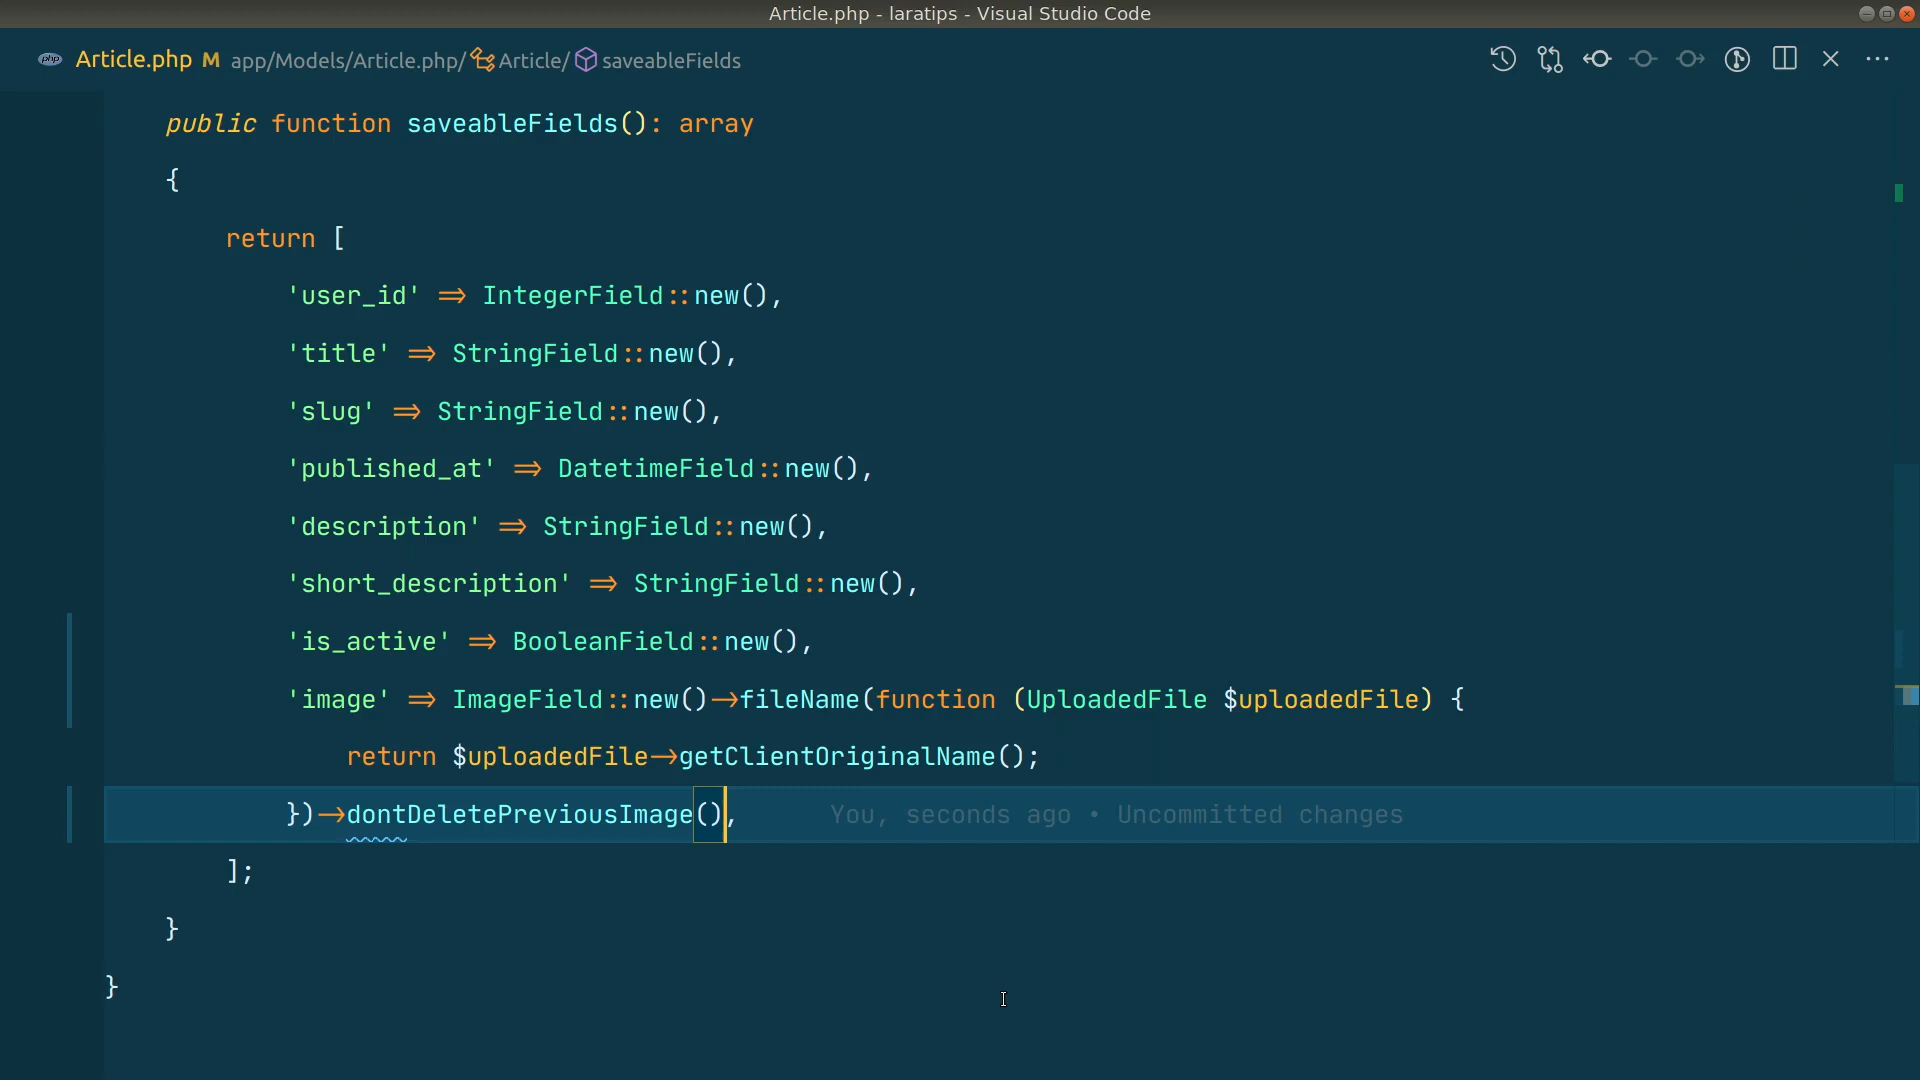 Article.php - laratips - Visual Studio Code
php Article.php M app/Models/Article.php/ Article/ saveableFields
public function saveableFields(): array
{
return [
'user_id' => IntegerField::new(),
'title' => StringField::new(),
'slug' => StringField::new(),
'published_at' => DatetimeField::new(),
'description' => StringField::new(),
'short_description' => StringField::new(),
'is_active' => BooleanField::new(),
'image' => ImageField::new()->fileName(function (UploadedFile $uploadedFile) {
return $uploadedFile->getClientOriginalName();
})->dontDeletePreviousImage(), You, seconds ago • Uncommitted changes
];
}
}